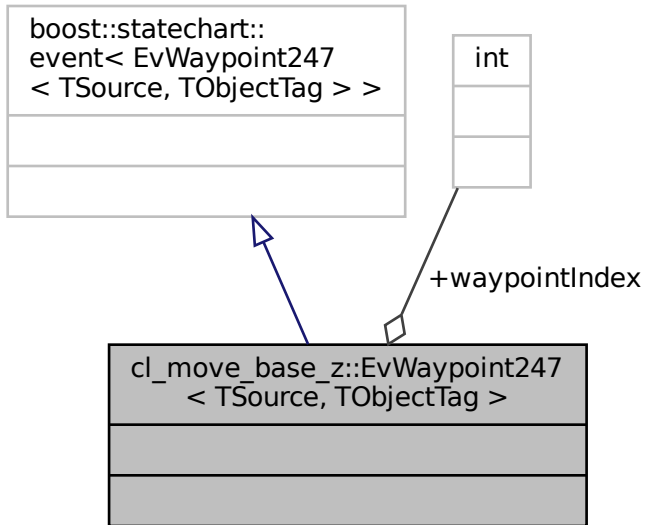 boost::statechart::
event< EvWaypoint247
< TSource, TObjectTag > >
int
+waypointIndex
cl_move_base_z::EvWaypoint247
< TSource, TObjectTag >